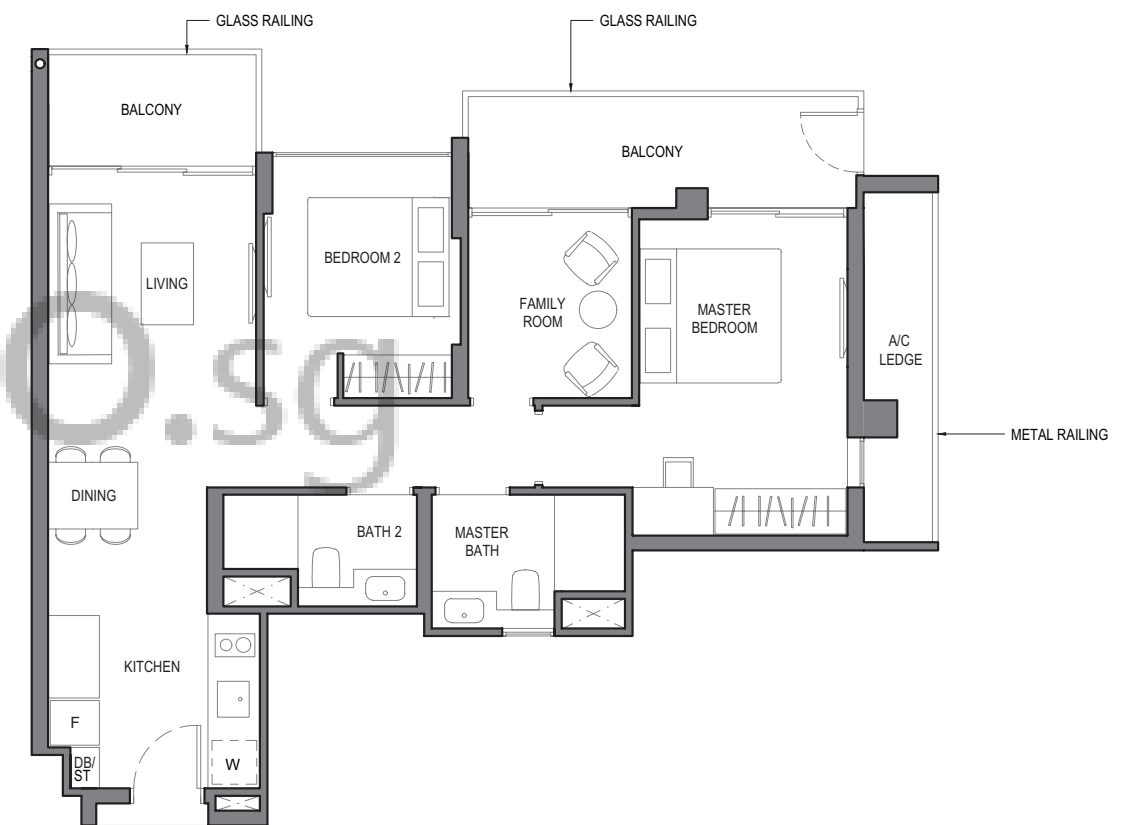 GLASS RAILING
GLASS RAILING
BALCONY
BALCONY
BEDROOM 2
LIVING
FAMILY
ROOM
MASTER
BEDROOM
A/C
LEDGE
O.sg
METAL RAILING
DINING
BATH 2
MASTER
BATH
KITCHEN
F
DB/
ST
W